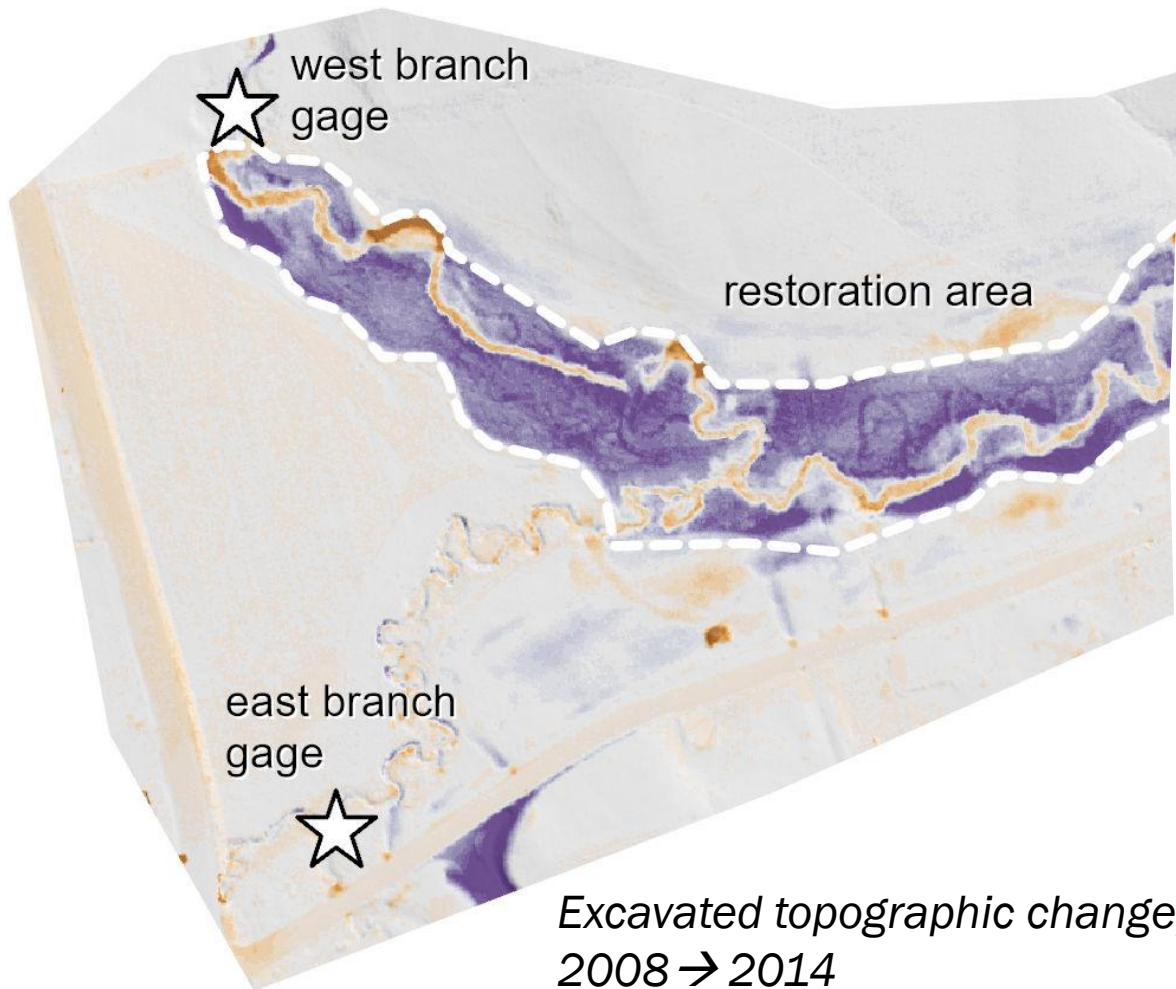 west branch
gage
restoration area
east branch
gage
Excavated topographic change
2008 → 2014